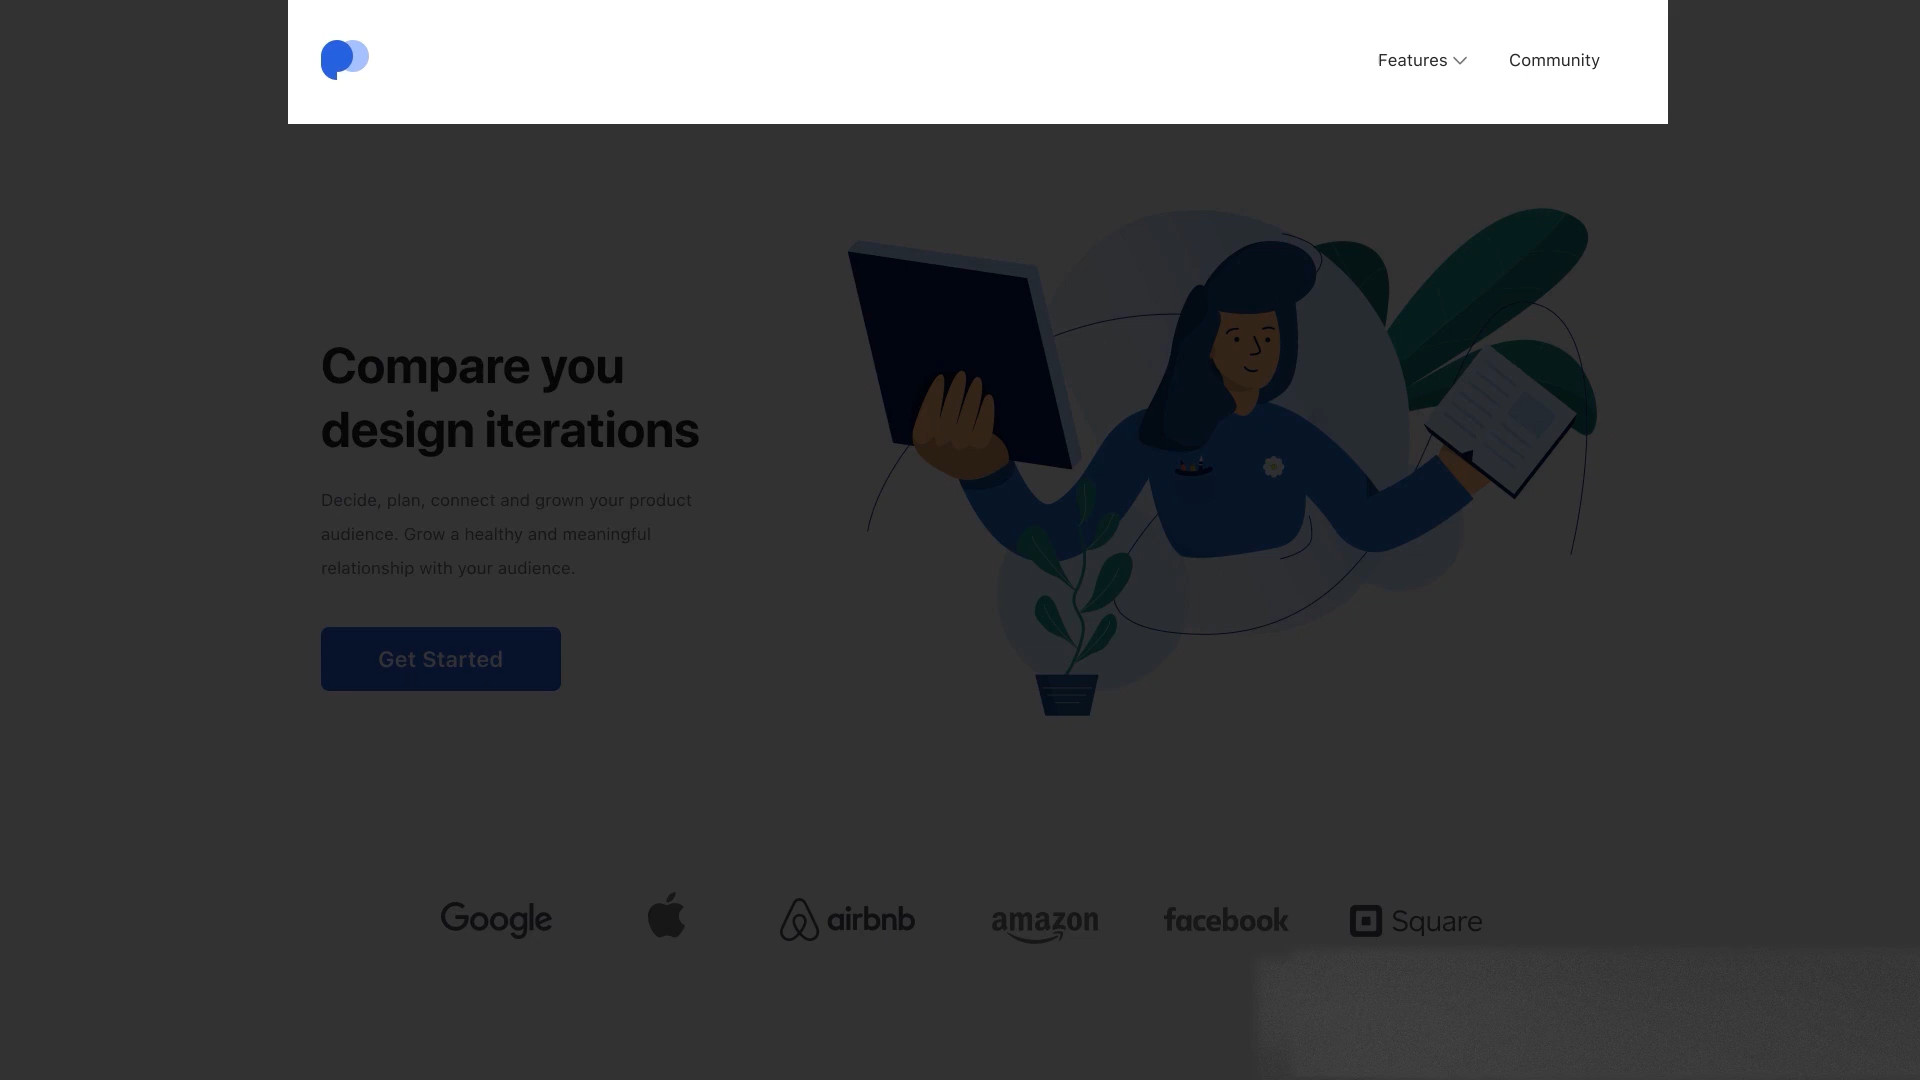 Features
Community
Compare you
design iterations
Decide, plan, connect and grown your product
audience. Grow a healthy and meaningful
relationship with your audience.
Get Started
Google
airbnb
amazon
facebook
Square